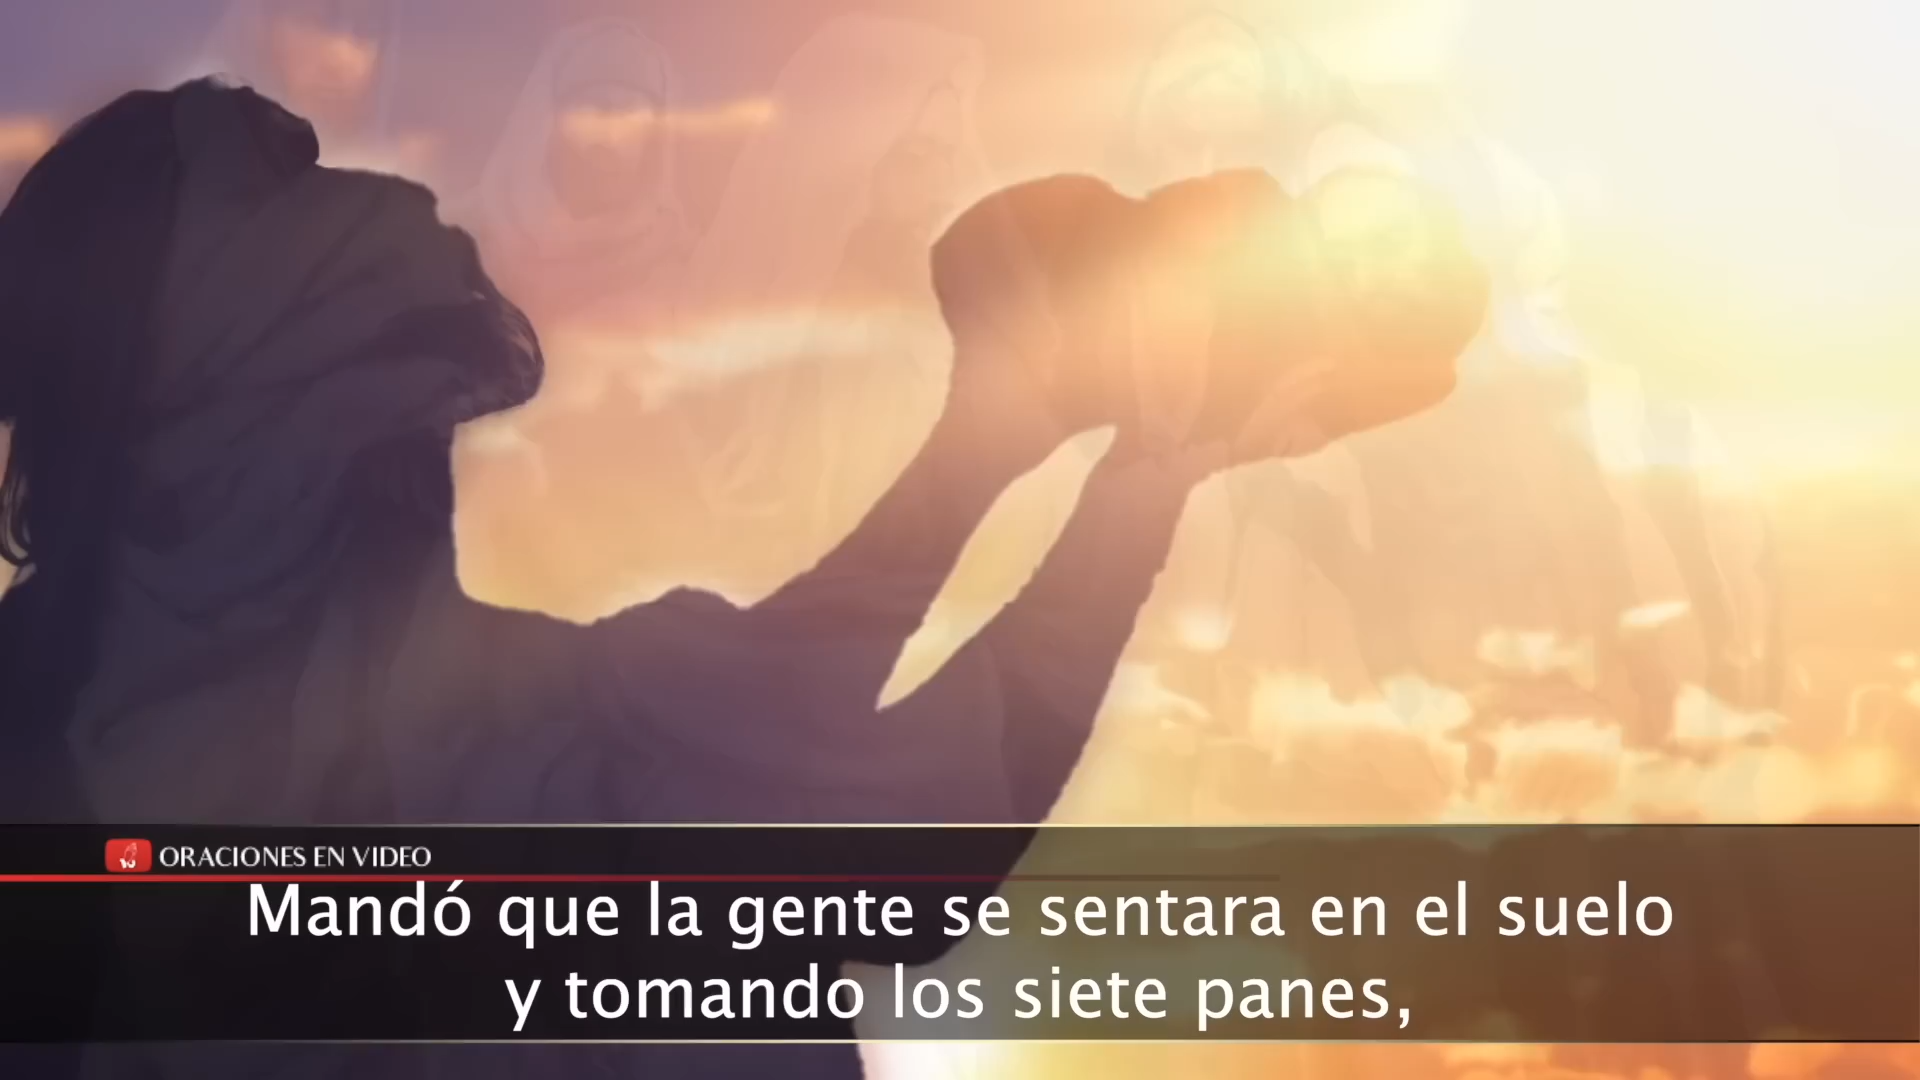 ORACIONES EN VIDEO
Mandó que la gente se sentara en el suelo
y tomando los siete panes,